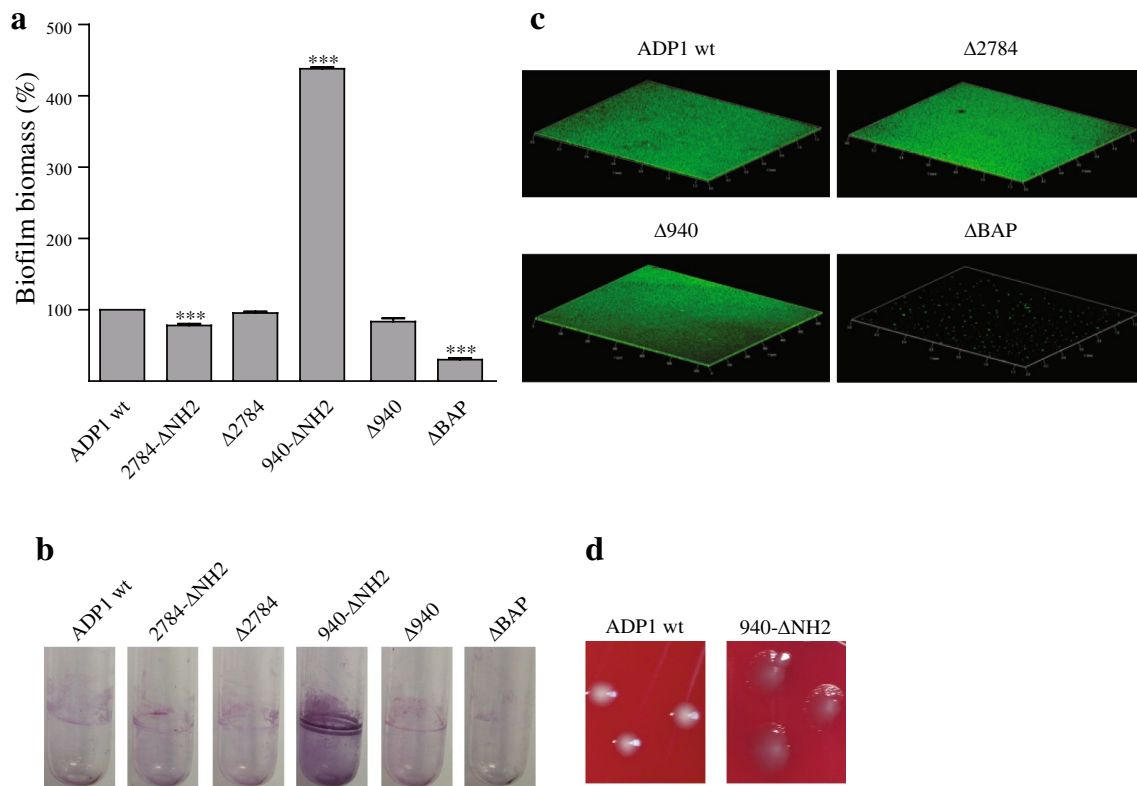 a
Biofilm biomass (%)
500
400
300
200
100
***
***
***
ADP1 wt
2784-ΔNH2
Δ2784
940-ΔNH2
Δ940
ΔBAP
c
ADP1 wt
Δ2784
Δ940
ΔBAP
b
ADP1 wt
2784-ΔNH2
Δ2784
940-ΔNH2
Δ940
ΔBAP
d
ADP1 wt
940-ΔNH2